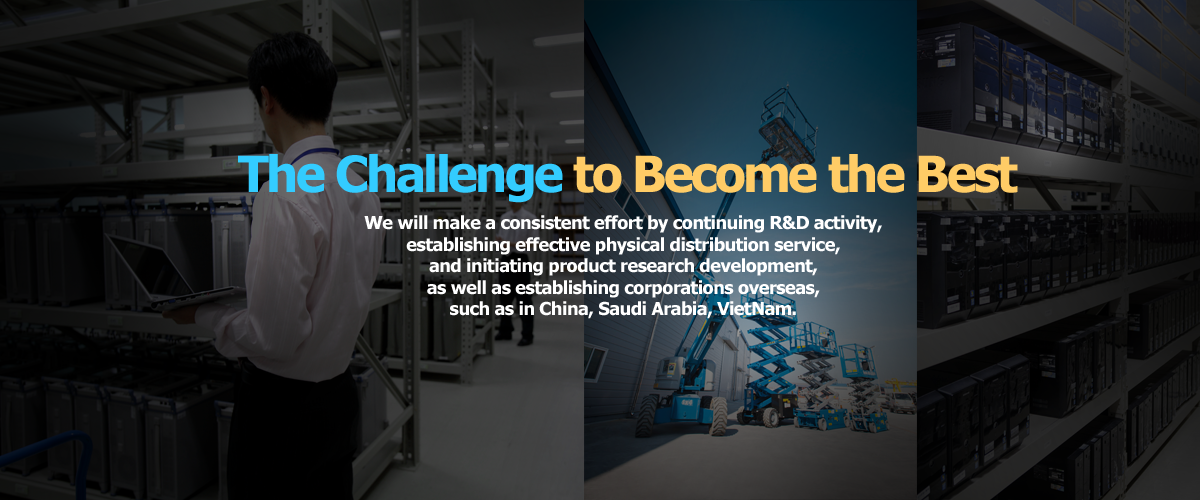 The Challenge to Become the Best
We will make a consistent effort by continuing R&D activity,
establishing effective physical distribution service,
and initiating product research development,
as well as establishing corporations overseas,
such as in China, Saudi Arabia, VietNam.